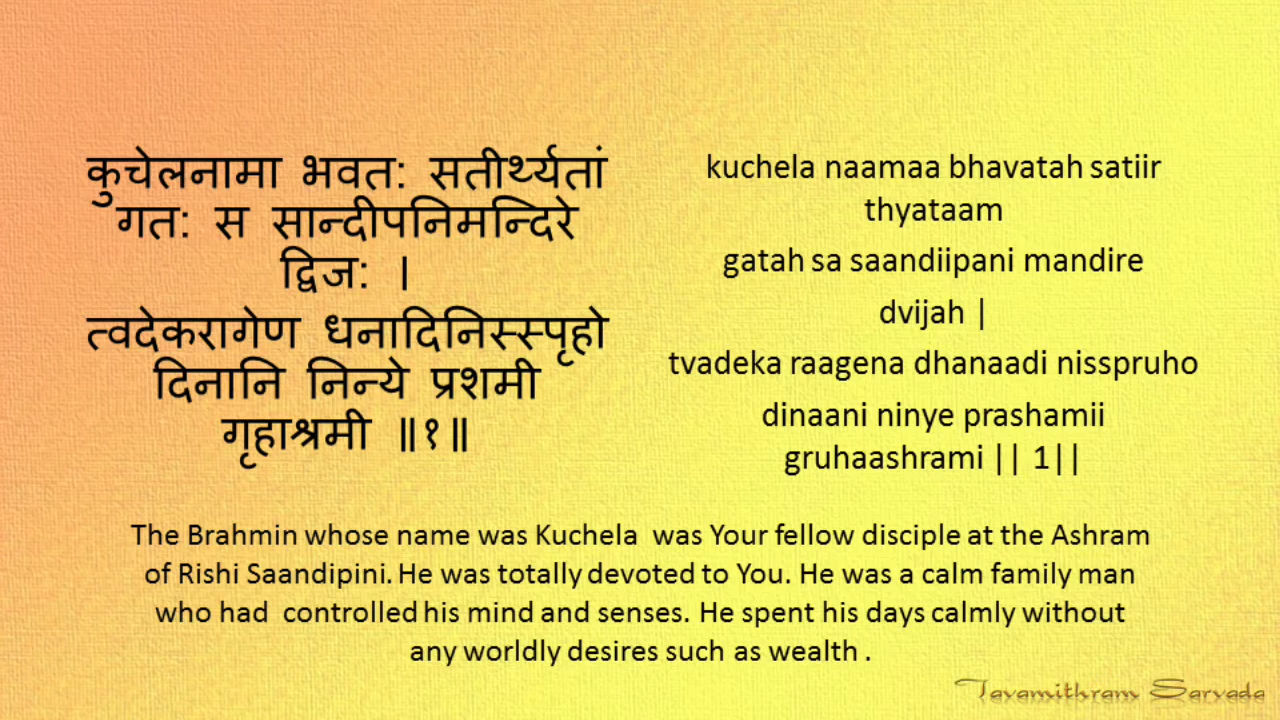 कुचेलनामा भवत: सतीर्थ्यतां
गत: स सान्दीपनिमन्दिरे
द्विज: ।
त्वदेकरागेण धनादिनिस्स्पृहो
दिनानि निन्ये प्रशमी
गृहाश्रमी ॥१॥
kuchela naamaa bhavatah satiir
thyataam
gatah sa saandiipani mandire
dvijah |
tvadeka raagena dhanaadi nisspruho
dinaani ninye prashamii
gruhaashrami || 1||
The Brahmin whose name was Kuchela was Your fellow disciple at the Ashram
of Rishi Saandipini. He was totally devoted to You. He was a calm family man
who had controlled his mind and senses. He spent his days calmly without
any worldly desires such as wealth .
Tavamithram Sarvada